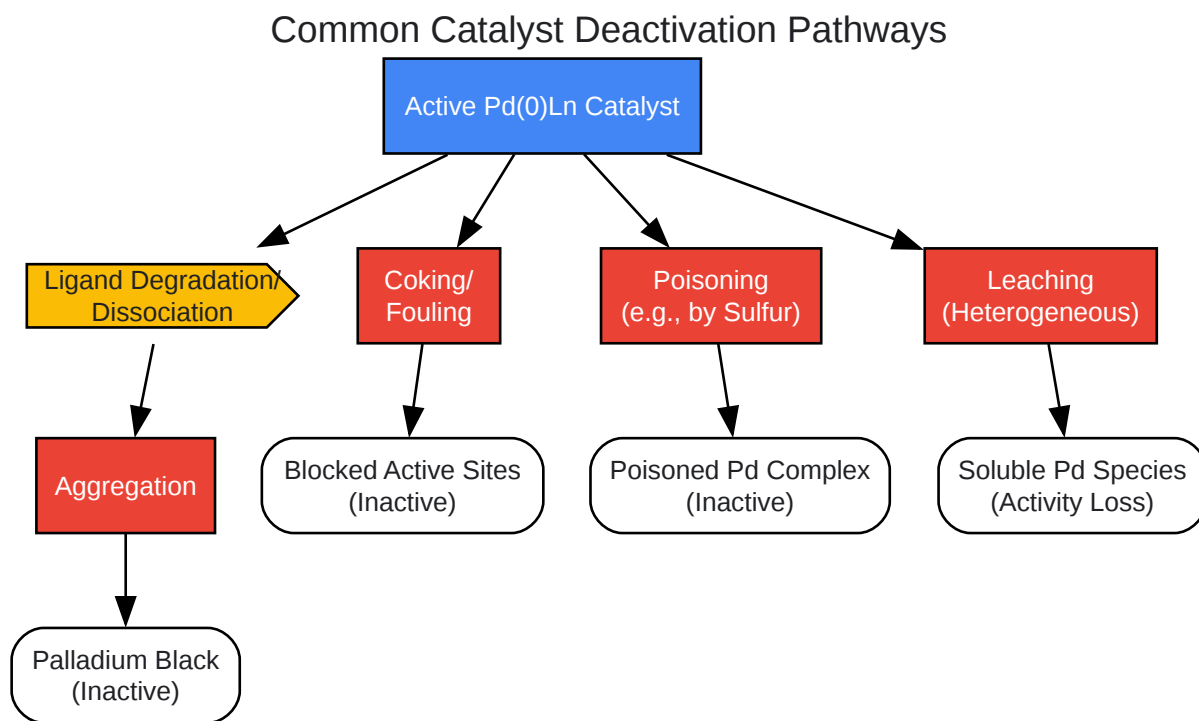 Common Catalyst Deactivation Pathways
Active Pd(0)Ln Catalyst
Ligand Degradation/
Dissociation
Coking/
Fouling
Poisoning
(e.g., by Sulfur)
Leaching
(Heterogeneous)
Aggregation
Blocked Active Sites
(Inactive)
Poisoned Pd Complex
(Inactive)
Soluble Pd Species
(Activity Loss)
Palladium Black
(Inactive)